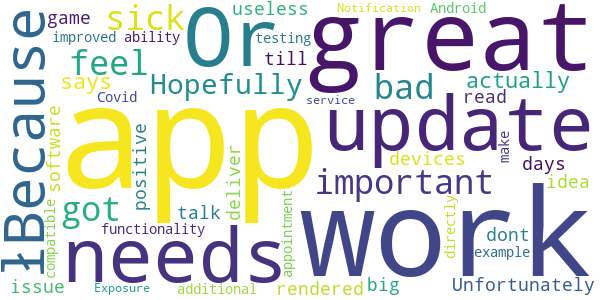 game
sick
Or
useless
Notification
Android
great
improved
ability
testing
feel
till
says
Hopefully
bad
actually
Covid
read
service
łBecause
app
update
software
positive
deliver
make
devices
days
important
idea
got
talk
compatible
appointment
work
directly
functionality
dont
needs
example
issue
Exposure
additional
rendered
big
Unfortunately